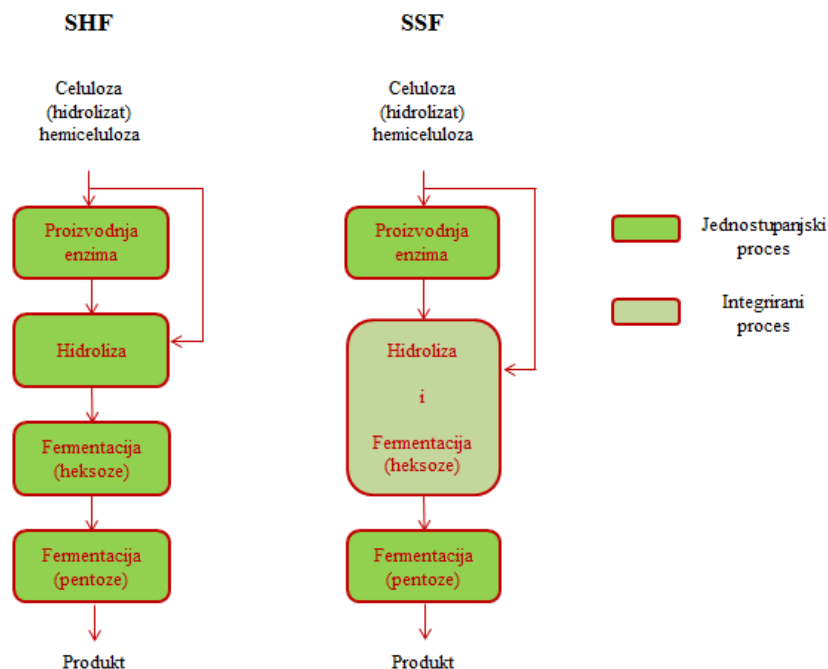 SHF
Celuloza
(hidrolizat)
hemiceluloza
Proizvodnja
enzima
Hidroliza
Fermentacija
(heksoze)
Fermentacija
(pentoze)
Produkt
SSF
Celuloza
(hidrolizat)
hemiceluloza
Proizvodnja
enzima
Hidroliza
i
Fermentacija
(heksoze)
Fermentacija
(pentoze)
Produkt
Jednostupanjski
proces
Integrirani
proces